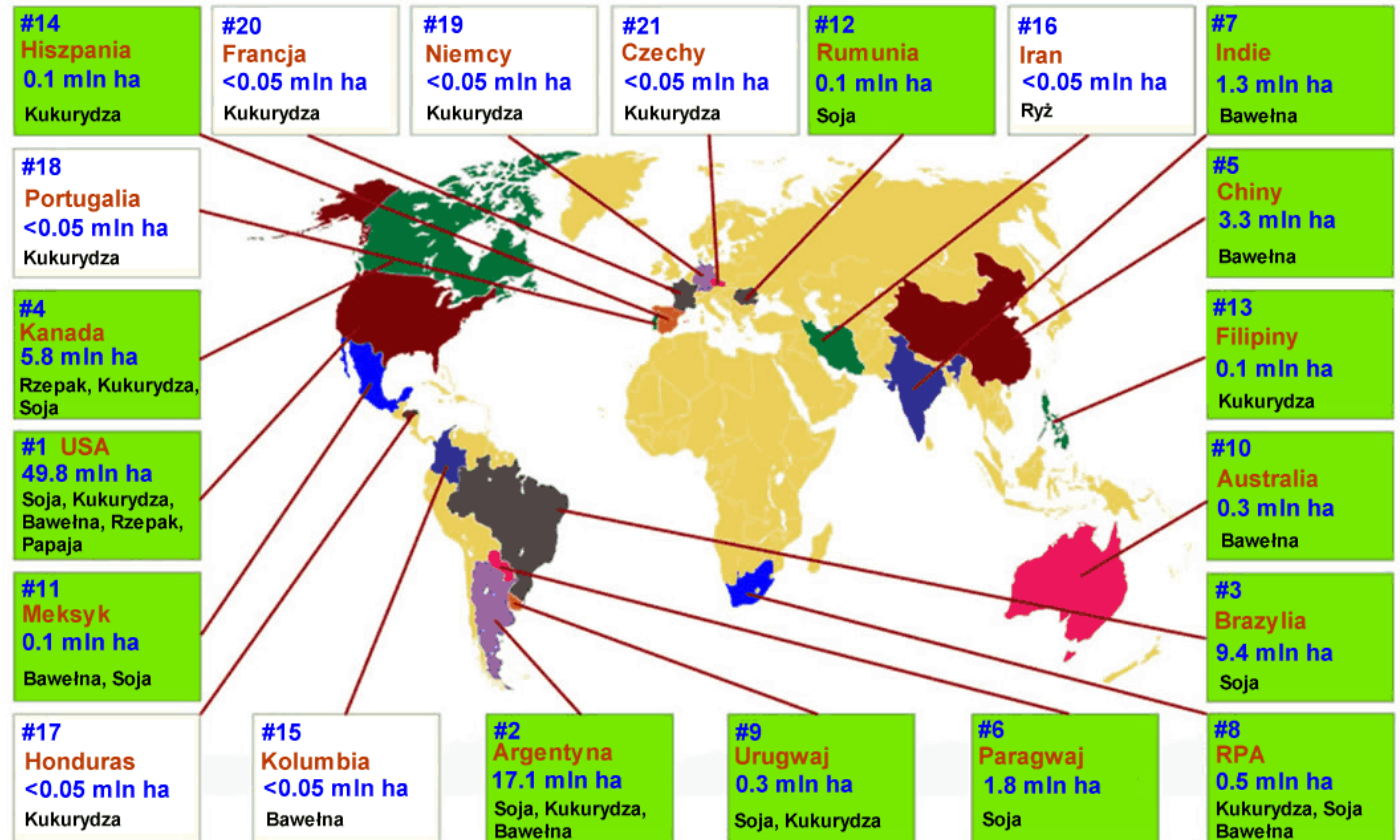 #14
Hiszpania
0.1 mln ha
Kukurydza
#20
Francja
<0.05 mln ha
Kukurydza
#19
Niemcy
<0.05 mln ha
Kukurydza
#21
Czechy
<0.05 mln ha
Kukurydza
#12
Rumunia
0.1 mln ha
Soja
#16
Iran
<0.05 mln ha
Ryż
#7
Indie
1.3 mln ha
Bawełna
#18
Portugalia
<0.05 mln ha
Kukurydza
#5
Chiny
3.3 mln ha
Bawełna
#4
Kanada
5.8 mln ha
Rzepak, Kukurydza,
Soja
#13
Filipiny
0.1 mln ha
Kukurydza
#1 USA
49.8 mln ha
Soja, Kukurydza,
Bawełna, Rzepak,
Papaja
#10
Australia
0.3 mln ha
Bawełna
#11
Meksyk
0.1 mln ha
Bawełna, Soja
#3
Brazylia
9.4 mln ha
Soja
#17
Honduras
<0.05 mln ha
Kukurydza
#15
Kolumbia
<0.05 mln ha
Bawełna
#2
Argentyna
17.1 mln ha
Soja, Kukurydza,
Bawełna
#9
Urugwaj
0.3 mln ha
Soja, Kukurydza
#6
Paragwaj
1.8 mln ha
Soja
#8
RPA
0.5 mln ha
Kukurydza, Soja
Bawełna